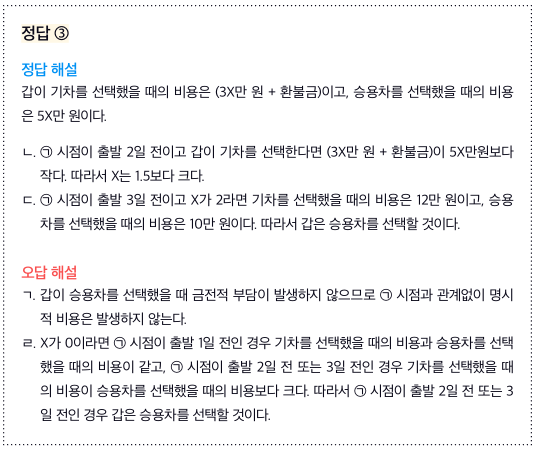 정답 ③
정답 해설
갑이 기차를 선택했을 때의 비용은 (3X만 원 + 환불금)이고, 승용차를 선택했을 때의 비용
은 5X만 원이다.
ㄴ. ㉠ 시점이 출발 2일 전이고 갑이 기차를 선택한다면 (3X만 원 + 환불금)이 5X만원보다
작다. 따라서 X는 1.5보다 크다.
ㄷ. ㉠ 시점이 출발 3일 전이고 X가 2라면 기차를 선택했을 때의 비용은 12만 원이고, 승용
차를 선택했을 때의 비용은 10만 원이다. 따라서 갑은 승용차를 선택할 것이다.
오답 해설
ㄱ. 갑이 승용차를 선택했을 때 금전적 부담이 발생하지 않으므로 ㉠ 시점과 관계없이 명시
적 비용은 발생하지 않는다.
ㄹ. X가 0이라면 ㉠ 시점이 출발 1일 전인 경우 기차를 선택했을 때의 비용과 승용차를 선택
했을 때의 비용이 같고, ㉠ 시점이 출발 2일 전 또는 3일 전인 경우 기차를 선택했을 때
의 비용이 승용차를 선택했을 때의 비용보다 크다. 따라서 ㉠ 시점이 출발 2일 전 또는 3
일 전인 경우 갑은 승용차를 선택할 것이다.